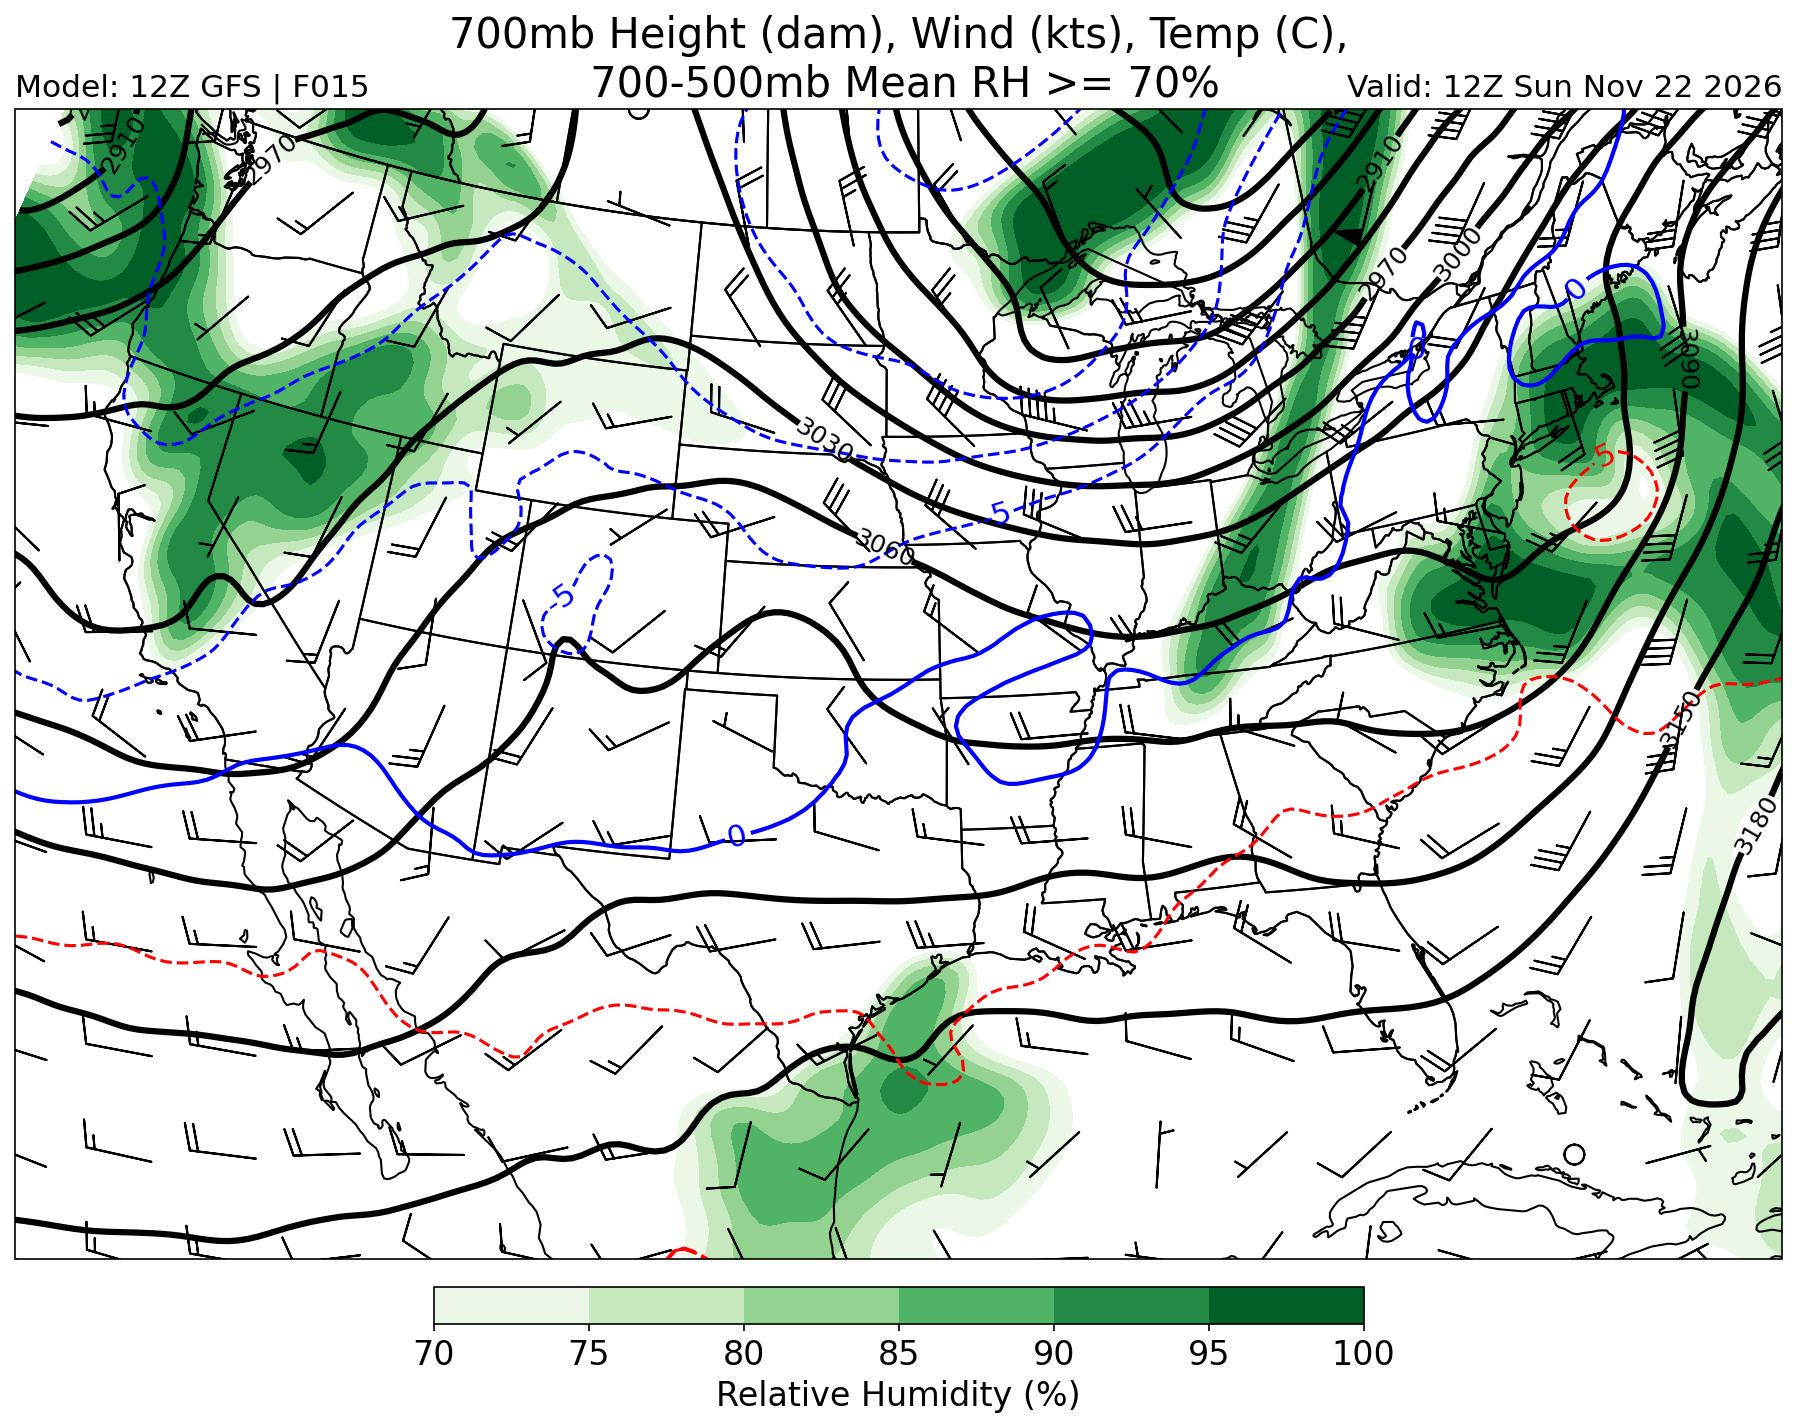 700mb Height (dam), Wind (kts), Temp (C),
700-500mb Mean RH >= 70%
Model: 12Z GFS | F015
Valid: 12Z Sun Nov 22 2026
2910
2970
2910
2970
3000
0
0
3090
3030
-5
5
3060
-5
3150
3180
0
70 75 80 85 90 95 100
Relative Humidity (%)